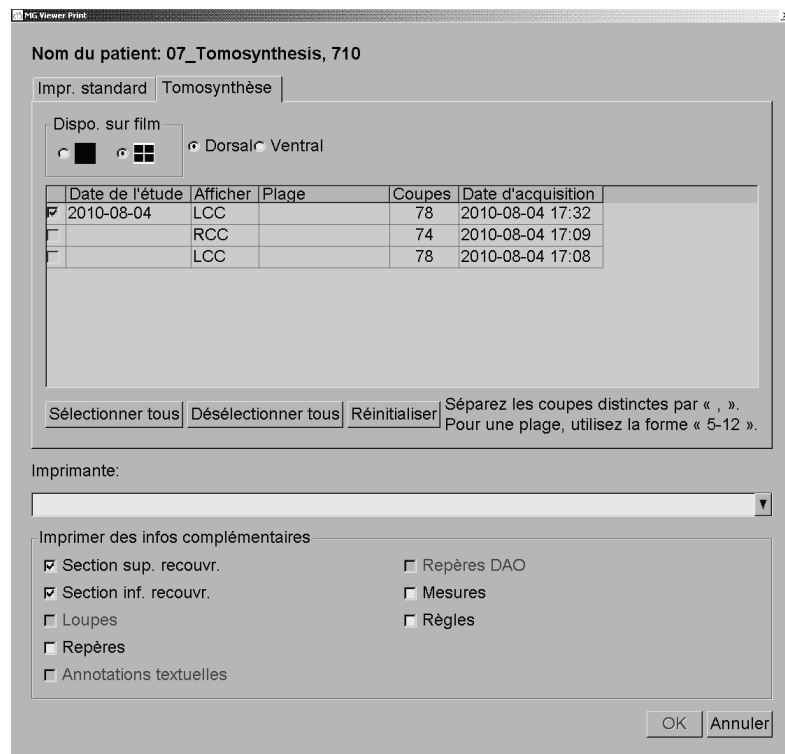 MG Viewer Print
Nom du patient: 07_Tomosynthesis, 710
Impr. standard Tomosynthèse
Dispo. sur film
Dorsal Ventral
Date de l'étude Afficher Plage Coupes Date d'acquisition
2010-08-04 LCC 78 2010-08-04 17:32
RCC 74 2010-08-04 17:09
LCC 78 2010-08-04 17:08
Sélectionner tous Désélectionner tous Réinitialiser
Séparez les coupes distinctes par « , ».
Pour une plage, utilisez la forme « 5-12 ».
Imprimante:
Imprimer des infos complémentaires
Section sup. recouvr. Repères DAO
Section inf. recouvr. Mesures
Loupes Règles
Repères
Annotations textuelles
OK Annuler